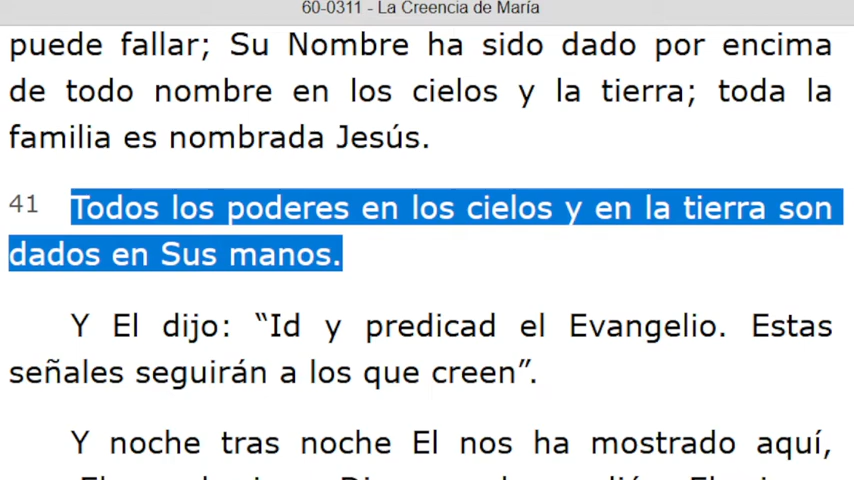 60-0311 - La Creencia de María
puede fallar; Su Nombre ha sido dado por encima
de todo nombre en los cielos y la tierra; toda la
familia es nombrada Jesús.
41 Todos los poderes en los cielos y en la tierra son
dados en Sus manos.
Y El dijo: “Id y predicad el Evangelio. Estas
señales seguirán a los que creen”.
Y noche tras noche El nos ha mostrado aquí,